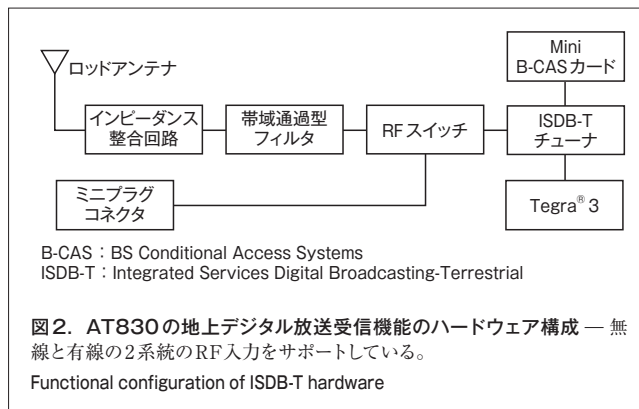 ロッドアンテナ
インピーダンス
整合回路
帯域通過型
フィルタ
RFスイッチ
Mini
B-CASカード
ISDB-T
チューナ
Tegra® 3
ミニプラグ
コネクタ
B-CAS：BS Conditional Access Systems
ISDB-T：Integrated Services Digital Broadcasting-Terrestrial
図2. AT830の地上デジタル放送受信機能のハードウェア構成 — 無
線と有線の2系統のRF入力をサポートしている。
Functional configuration of ISDB-T hardware